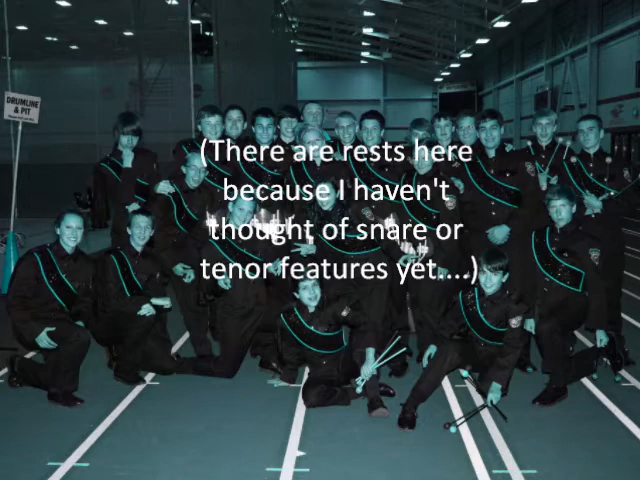 DRUMLINE
& PIT
(There are rests here
because I haven't
thought of snare or
tenor features yet....)